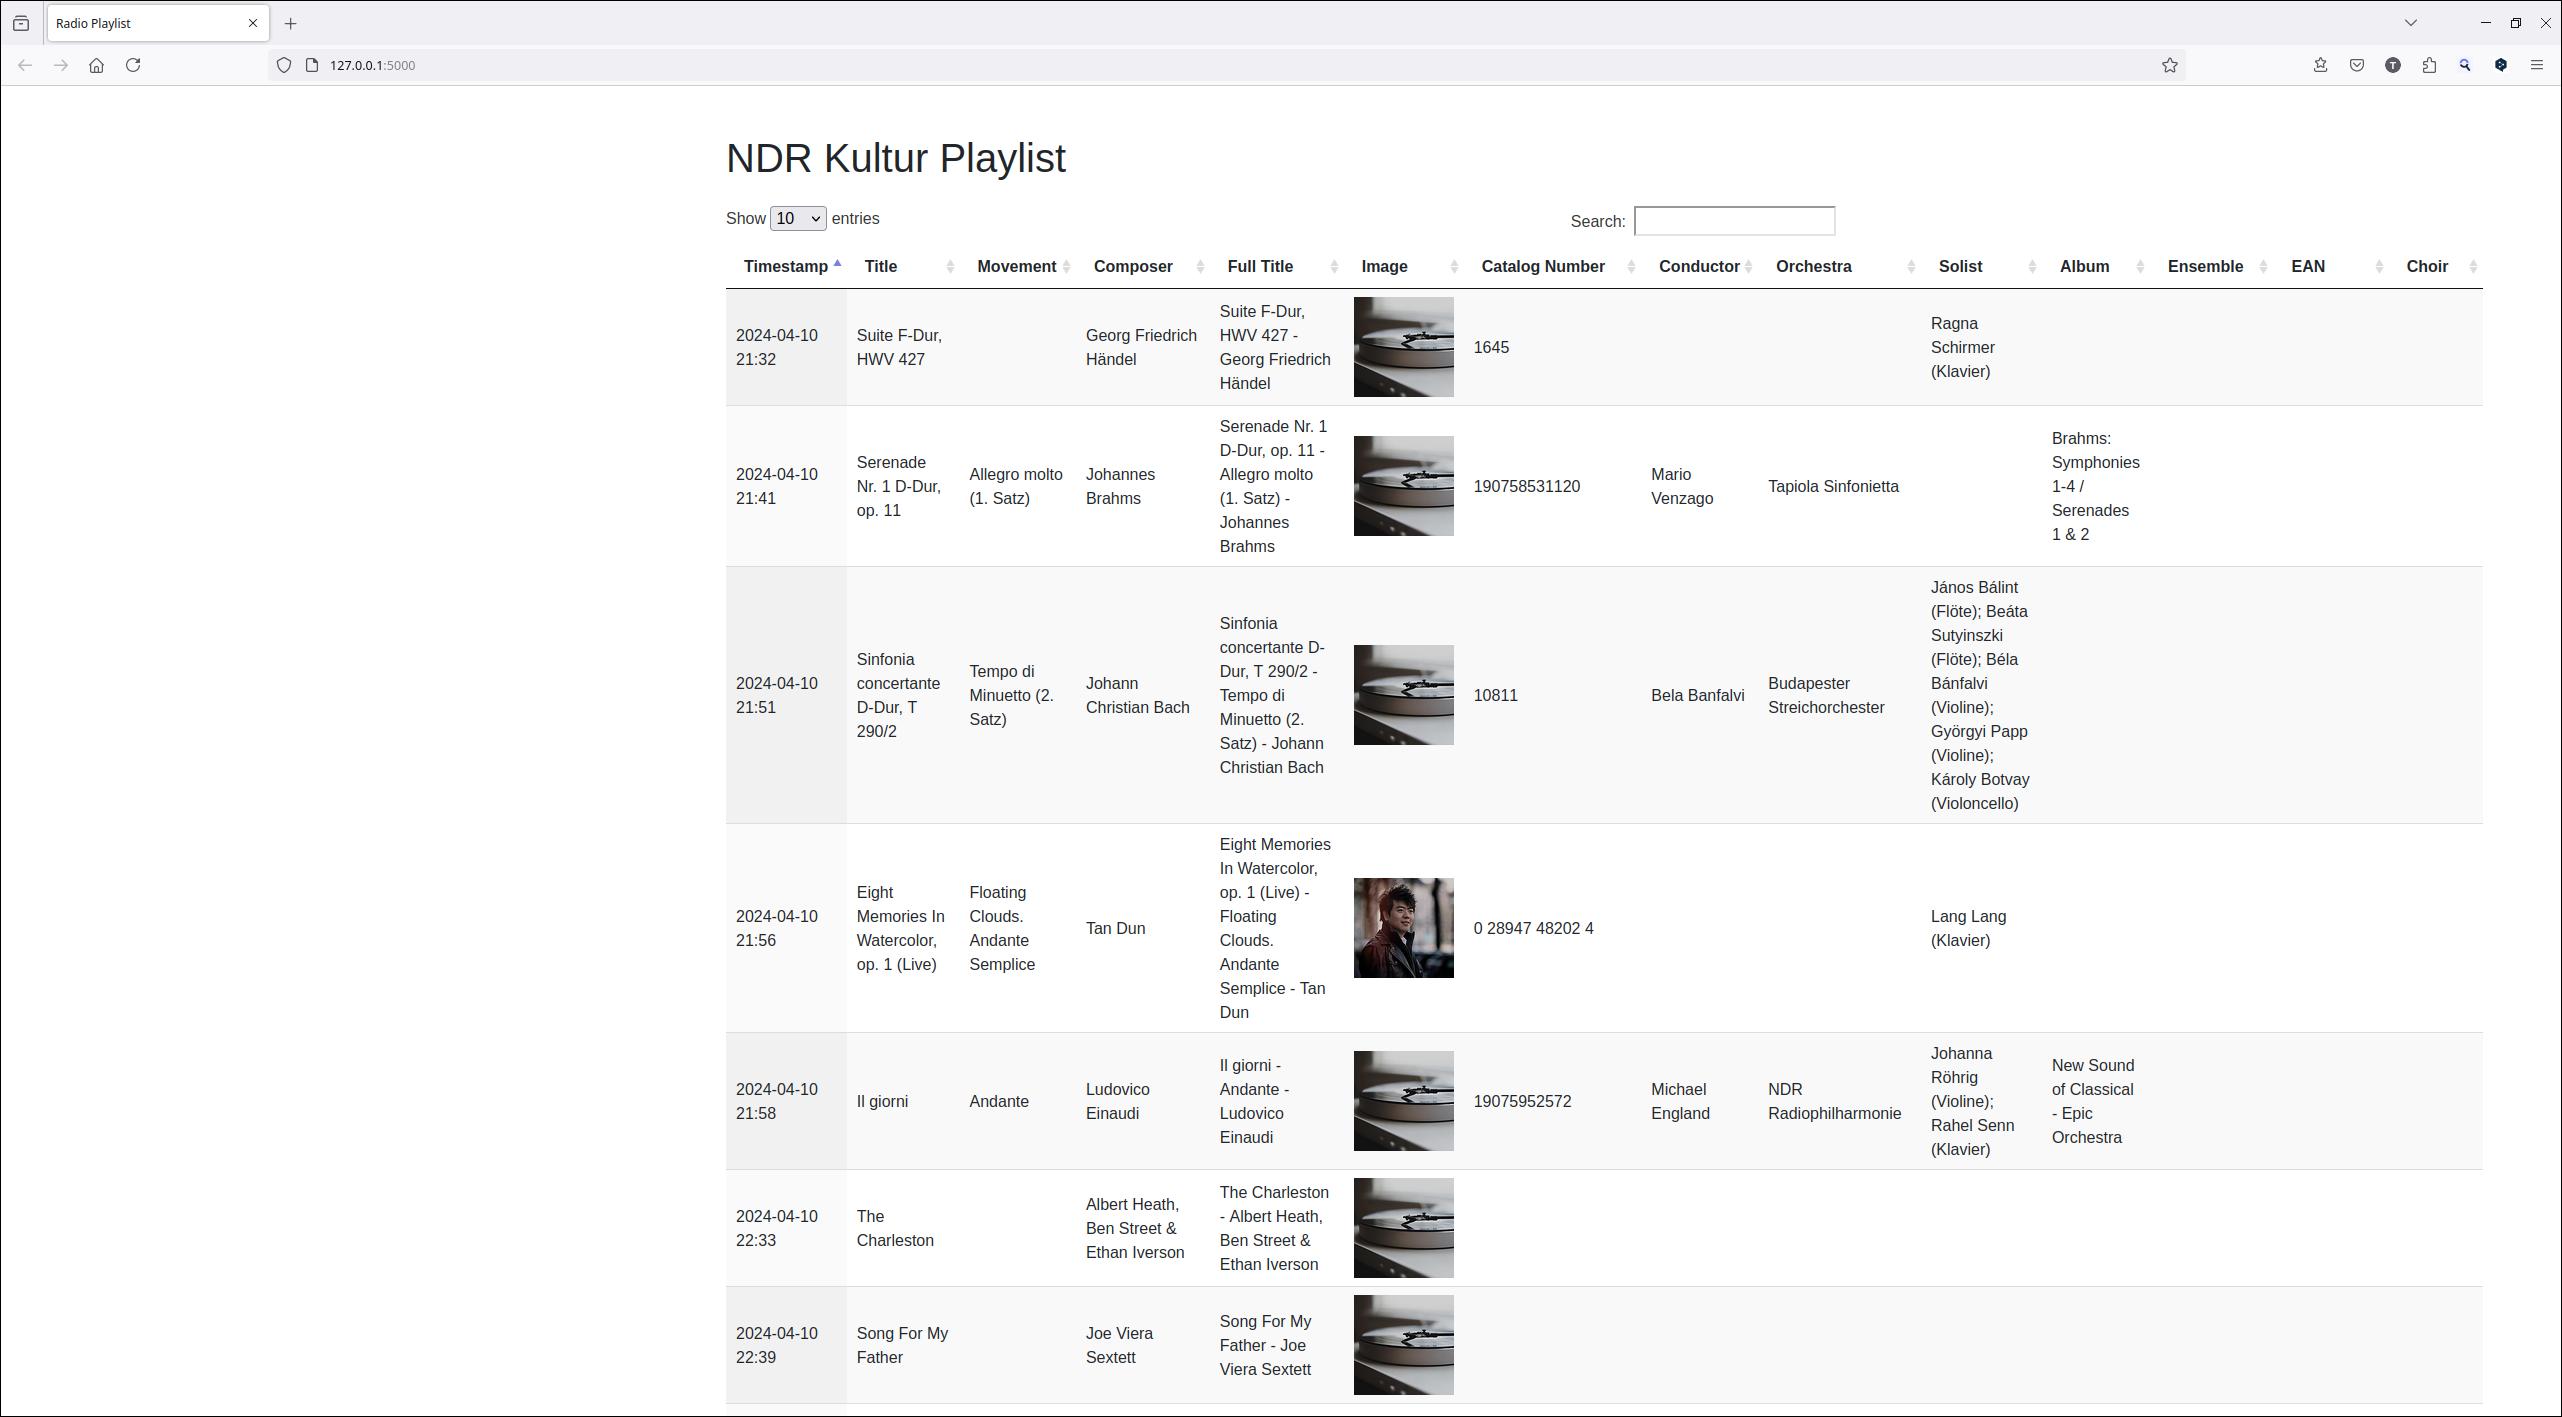 Radio Playlist
127.0.0.1:5000
T
NDR Kultur Playlist
Show 10 entries
Search:
Timestamp Title Movement Composer Full Title Image Catalog Number Conductor Orchestra Solist Album Ensemble EAN Choir
2024-04-10
21:32
Suite F-Dur,
HWV 427
Georg Friedrich
Händel
Suite F-Dur,
HWV 427 -
Georg Friedrich
Händel
1645
Ragna
Schirmer
(Klavier)
2024-04-10
21:41
Serenade
Nr. 1 D-Dur,
op. 11
Allegro molto
(1. Satz)
Johannes
Brahms
Serenade Nr. 1
D-Dur, op. 11 -
Allegro molto
(1. Satz) -
Johannes
Brahms
190758531120
Mario
Venzago
Tapiola Sinfonietta
Brahms:
Symphonies
1-4 /
Serenades
1 & 2
2024-04-10
21:51
Sinfonia
concertante
D-Dur, T
290/2
Tempo di
Minuetto (2.
Satz)
Johann
Christian Bach
Sinfonia
concertante D-
Dur, T 290/2 -
Tempo di
Minuetto (2.
Satz) - Johann
Christian Bach
10811
Bela Banfalvi
Budapester
Streichorchester
János Bálint
(Flöte); Beáta
Sutyinszki
(Flöte); Béla
Bánfalvi
(Violine);
Györgyi Papp
(Violine);
Károly Botvay
(Violoncello)
2024-04-10
21:56
Eight
Memories In
Watercolor,
op. 1 (Live)
Floating
Clouds.
Andante
Semplice
Tan Dun
Eight Memories
In Watercolor,
op. 1 (Live) -
Floating
Clouds.
Andante
Semplice - Tan
Dun
0 28947 48202 4
Lang Lang
(Klavier)
2024-04-10
21:58
Il giorni
Andante
Ludovico
Einaudi
Il giorni -
Andante -
Ludovico
Einaudi
19075952572
Michael
England
NDR
Radiophilharmonie
Johanna
Röhrig
(Violine);
Rahel Senn
(Klavier)
New Sound
of Classical
- Epic
Orchestra
2024-04-10
22:33
The
Charleston
Albert Heath,
Ben Street &
Ethan Iverson
The Charleston
- Albert Heath,
Ben Street &
Ethan Iverson
2024-04-10
22:39
Song For My
Father
Joe Viera
Sextett
Song For My
Father - Joe
Viera Sextett